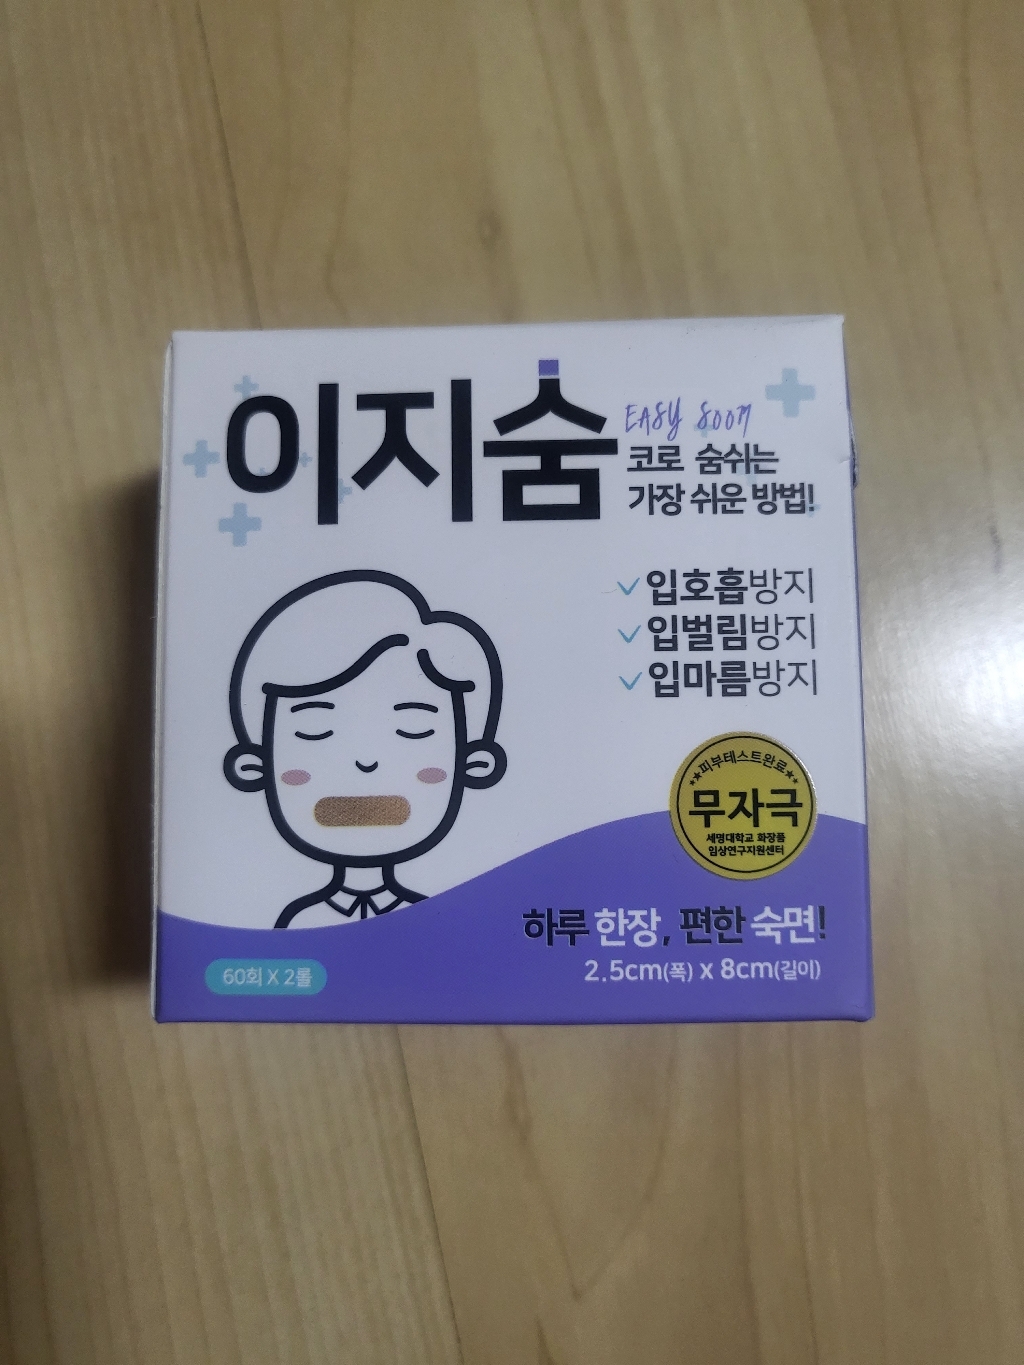 이지숨
EASY SOOM
코로 숨쉬는
가장 쉬운 방법!
입호흡방지
입벌림방지
입마름방지
피부테스트완료
무자극
세명대학교 화장품
임상연구지원센터
하루 한장, 편한 숙면!
2.5cm(폭) x 8cm(길이)
60회 X 2롤